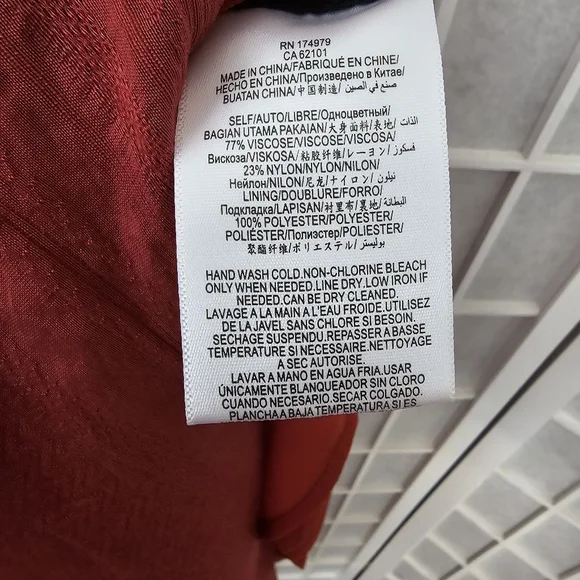 RN 174979
CA 62101
MADE IN CHINA/FABRIQUÉ EN CHINE/
HECHO EN CHINA/Произведено в Китае/
BUATAN CHINA/中国制造/ صنع في الصين/
SELF/AUTO/LIBRE/Одноцветный/
BAGIAN UTAMA PAKAIAN/大身面料/表地/ الذات/
77% VISCOSE/VISCOSE/VISCOSA/
Вискоза/VISKOSA/粘胶纤维/レーヨン/ فسكوز/
23% NYLON/NYLON/NILON/
Нейлон/NILON/尼龙/ナイロン/ نيلون/
LINING/DOUBLURE/FORRO/
Подкладка/LAPISAN/衬里布/裏地/ البطانة/
100% POLYESTER/POLYESTER/
POLIÉSTER/Полиэстер/POLIESTER/
聚酯纤维/ポリエステル/ بوليستر/
HAND WASH COLD.NON-CHLORINE BLEACH
ONLY WHEN NEEDED.LINE DRY.LOW IRON IF
NEEDED.CAN BE DRY CLEANED.
LAVAGE A LA MAIN A L'EAU FROIDE.UTILISEZ
DE LA JAVEL SANS CHLORE SI BESOIN.
SECHAGE SUSPENDU.REPASSER A BASSE
TEMPERATURE SI NECESSAIRE.NETTOYAGE
A SEC AUTORISE.
LAVAR A MANO EN AGUA FRIA.USAR
ÚNICAMENTE BLANQUEADOR SIN CLORO
CUANDO NECESARIO.SECAR COLGADO.
PLANCHA A BAJA TEMPERATURA SI ES